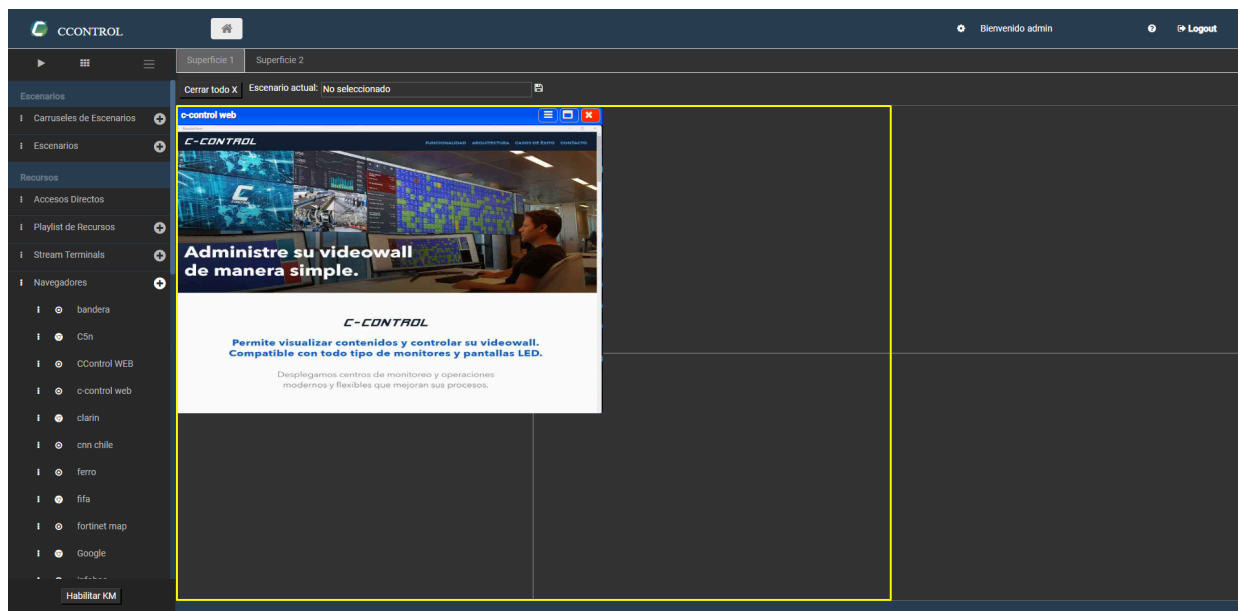 CCONTROL
Bienvenido admin
Logout
Superficie 1 Superficie 2
Cerrar todo X Escenario actual: No seleccionado
Escenarios
Carruseles de Escenarios
Escenarios
Recursos
Accesos Directos
Playlist de Recursos
Stream Terminals
Navegadores
bandera
C5n
CControl WEB
c-control web
clarin
cnn chile
ferro
fifa
fortinet map
Google
Habilitar KM
c-control web
C-CONTROL
FUNCIONALIDAD ARQUITECTURA CASOS DE ÉXITO CONTACTO
Administre su videowall
de manera simple.
C-CONTROL
Permite visualizar contenidos y controlar su videowall.
Compatible con todo tipo de monitores y pantallas LED.
Desplegamos centros de monitoreo y operaciones
modernos y flexibles que mejoran sus procesos.